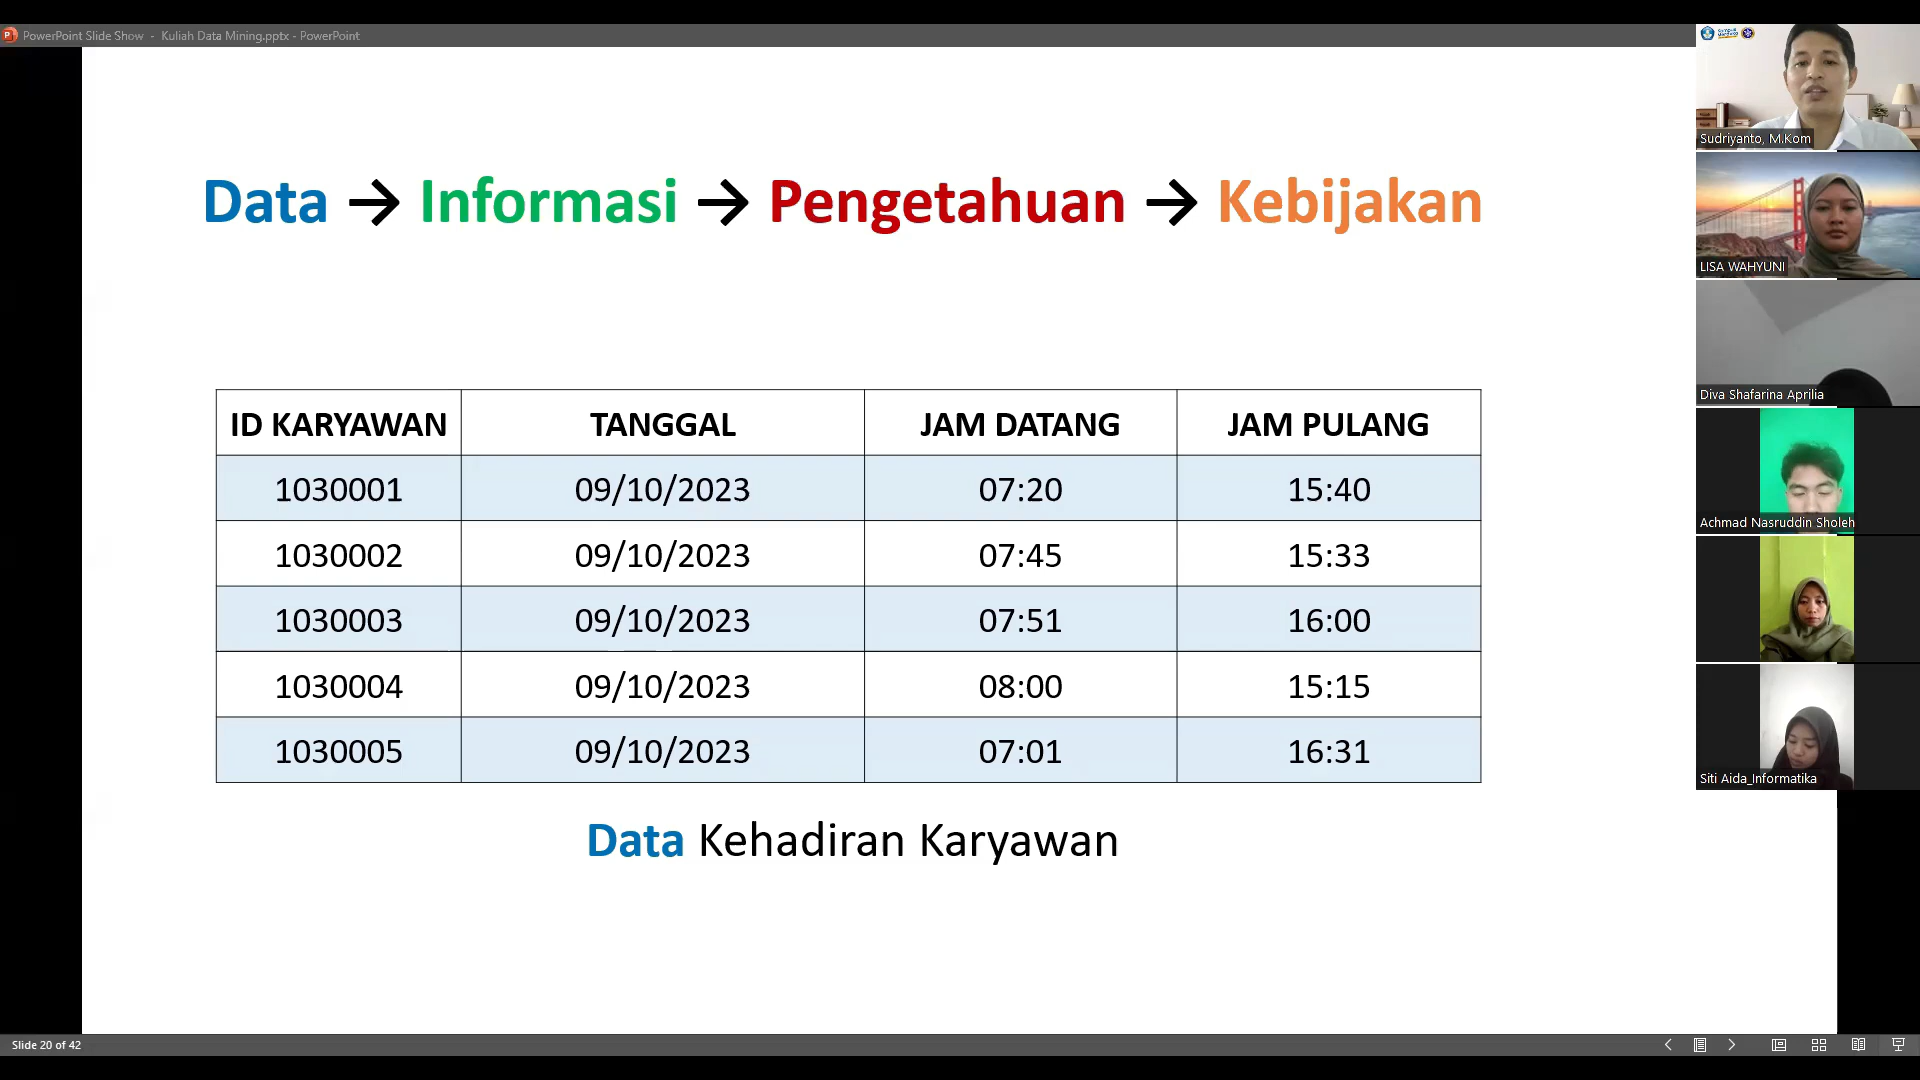 PowerPoint Slide Show - Kuliah Data Mining.pptx - PowerPoint
Data → Informasi → Pengetahuan → Kebijakan
ID KARYAWAN TANGGAL JAM DATANG JAM PULANG
1030001 09/10/2023 07:20 15:40
1030002 09/10/2023 07:45 15:33
1030003 09/10/2023 07:51 16:00
1030004 09/10/2023 08:00 15:15
1030005 09/10/2023 07:01 16:31
Data Kehadiran Karyawan
Sudriyanto, M.Kom
LISA WAHYUNI
Diva Shafarina Aprilia
Achmad Nasruddin Sholeh
Siti Aida_Informatika
Slide 20 of 42